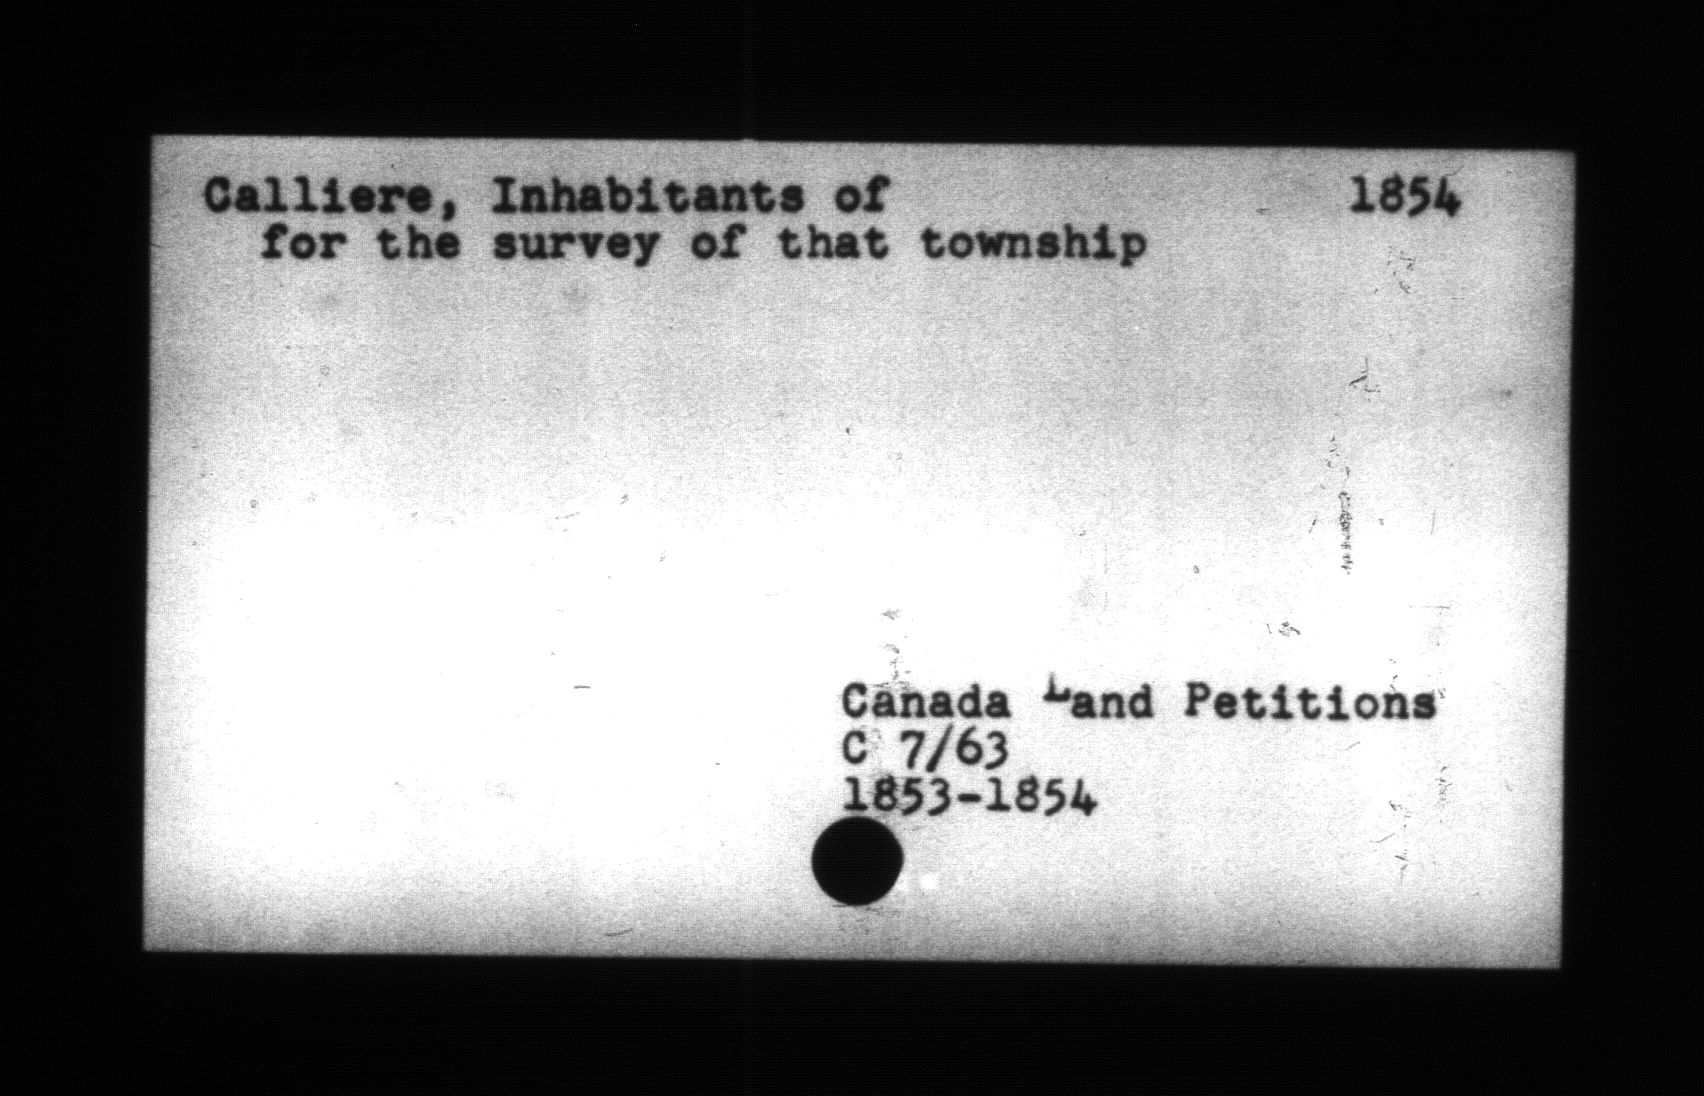 Calliere, Inhabitants of 1854
for the survey of that township
Canada Land Petitions
C 7/63
1853-1854